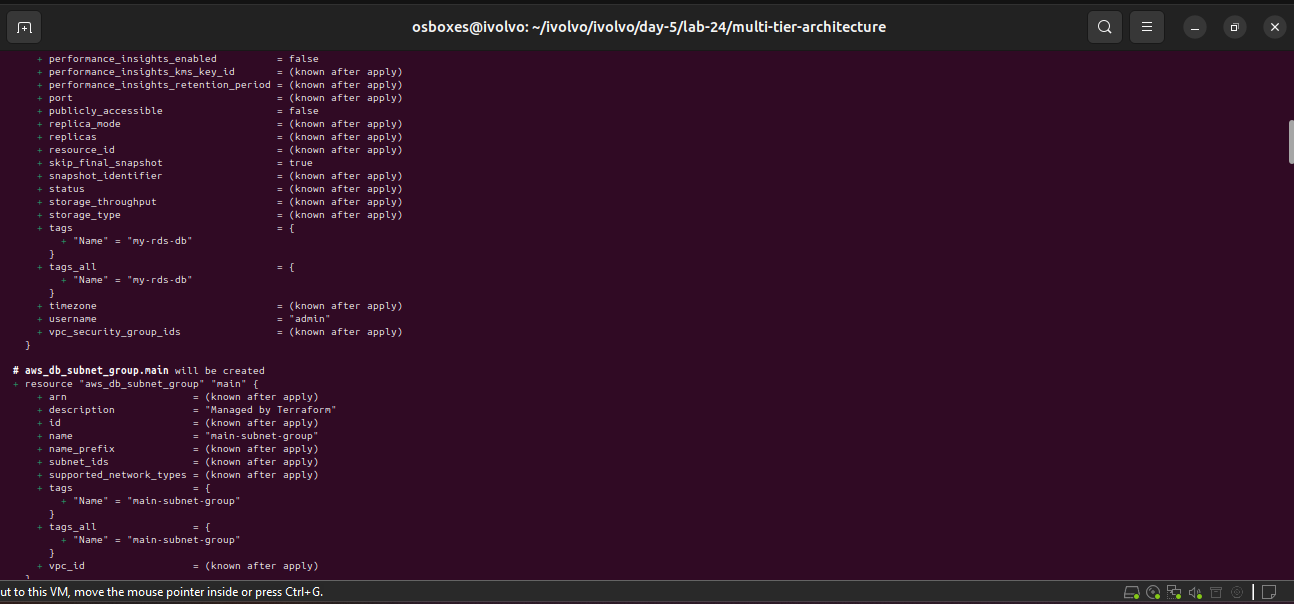 osboxes@ivolvo: ~/ivolvo/ivolvo/day-5/lab-24/multi-tier-architecture
+ performance_insights_enabled = false
+ performance_insights_kms_key_id = (known after apply)
+ performance_insights_retention_period = (known after apply)
+ port = (known after apply)
+ publicly_accessible = false
+ replica_mode = (known after apply)
+ replicas = (known after apply)
+ resource_id = (known after apply)
+ skip_final_snapshot = true
+ snapshot_identifier = (known after apply)
+ status = (known after apply)
+ storage_throughput = (known after apply)
+ storage_type = (known after apply)
+ tags = {
+ "Name" = "my-rds-db"
}
+ tags_all = {
+ "Name" = "my-rds-db"
}
+ timezone = (known after apply)
+ username = "admin"
+ vpc_security_group_ids = (known after apply)
}
# aws_db_subnet_group.main will be created
+ resource "aws_db_subnet_group" "main" {
+ arn = (known after apply)
+ description = "Managed by Terraform"
+ id = (known after apply)
+ name = "main-subnet-group"
+ name_prefix = (known after apply)
+ subnet_ids = (known after apply)
+ supported_network_types = (known after apply)
+ tags = {
+ "Name" = "main-subnet-group"
}
+ tags_all = {
+ "Name" = "main-subnet-group"
}
+ vpc_id = (known after apply)
}
ut to this VM, move the mouse pointer inside or press Ctrl+G.